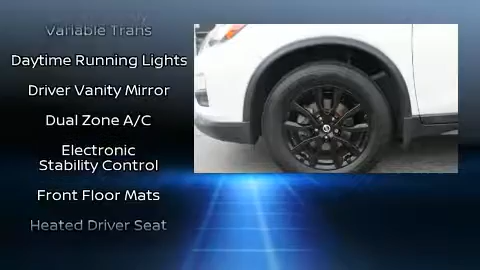 Variable Trans
Daytime Running Lights
Driver Vanity Mirror
Dual Zone A/C
Electronic
Stability Control
Front Floor Mats
Heated Driver Seat